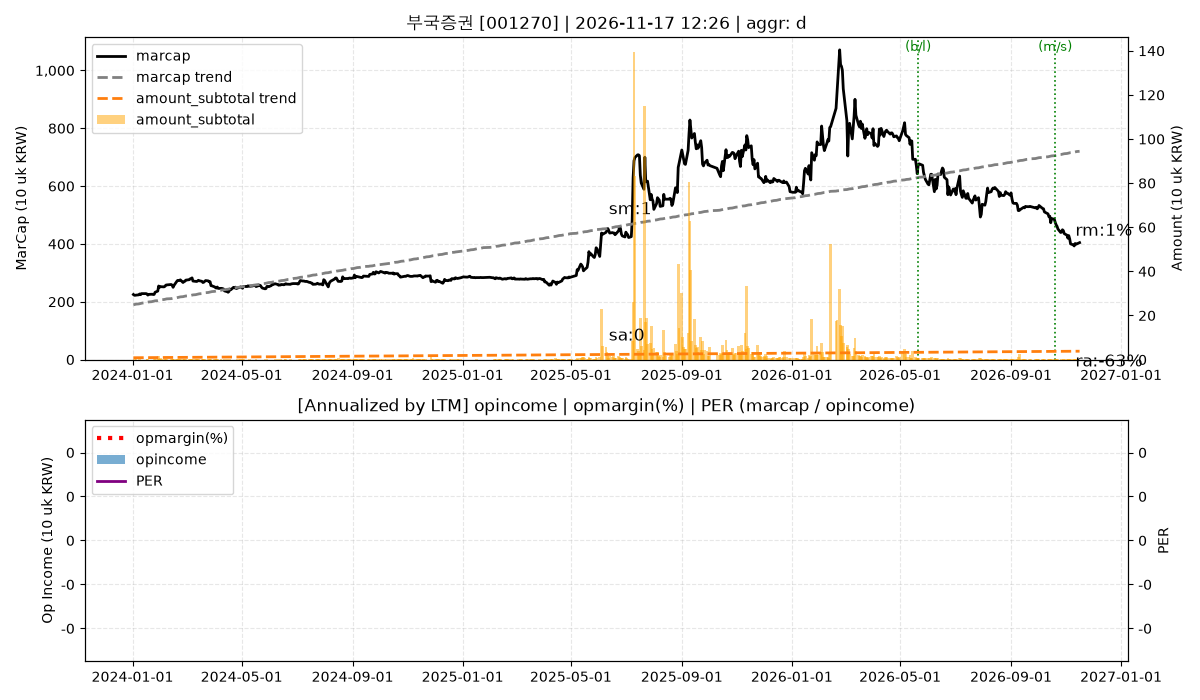 부국증권 [001270] | 2026-11-17 12:26 | aggr: d
marcap
marcap trend
amount_subtotal trend
amount_subtotal
(b/l)
(m/s)
MarCap (10 uk KRW)
1,000
800
600
400
200
0
Amount (10 uk KRW)
140
120
100
80
60
40
20
sm:1
sa:0
rm:1%
ra:-63%
2024-01-01
2024-05-01
2024-09-01
2025-01-01
2025-05-01
2025-09-01
2026-01-01
2026-05-01
2026-09-01
2027-01-01
[Annualized by LTM] opincome | opmargin(%) | PER (marcap / opincome)
opmargin(%)
opincome
PER
Op Income (10 uk KRW)
0
0
0
-0
-0
PER
0
0
0
-0
-0
2024-01-01
2024-05-01
2024-09-01
2025-01-01
2025-05-01
2025-09-01
2026-01-01
2026-05-01
2026-09-01
2027-01-01